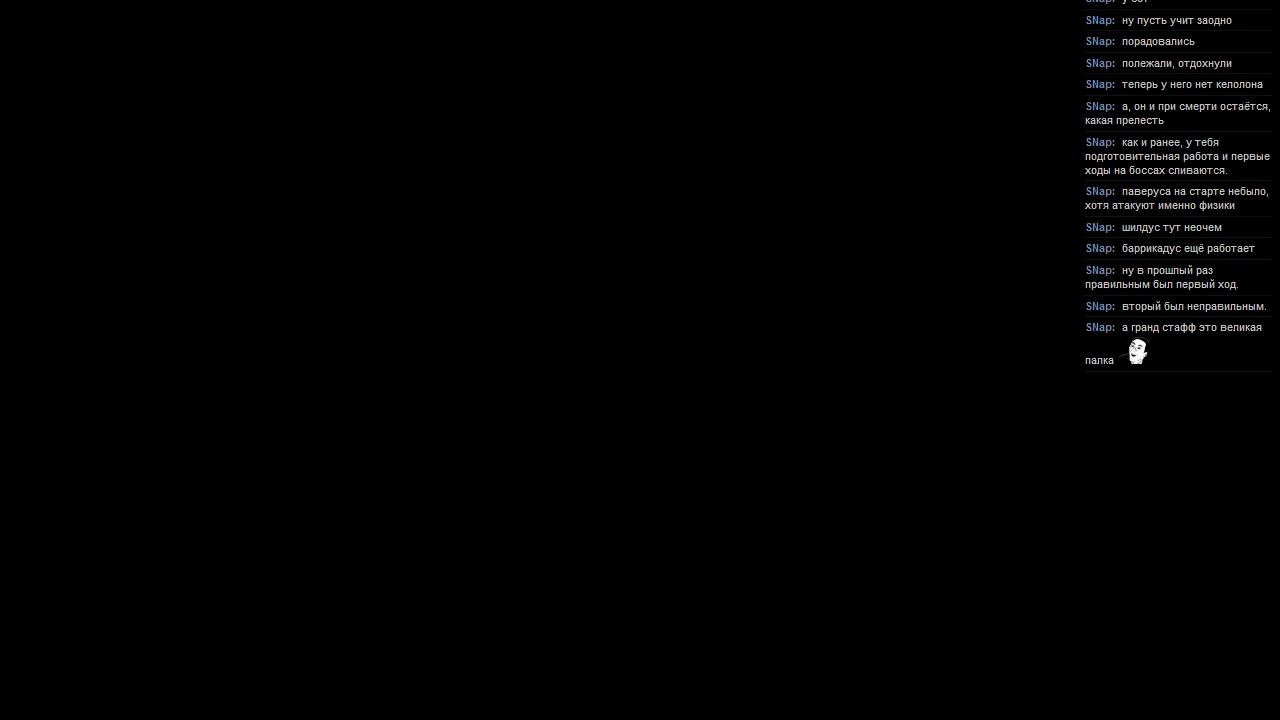 SNap: ну пусть учит заодно
SNap: порадовались
SNap: полежали, отдохнули
SNap: теперь у него нет келолона
SNap: а, он и при смерти остаётся,
какая прелесть
SNap: как и ранее, у тебя
подготовительная работа и первые
ходы на боссах сливаются.
SNap: паверуса на старте небыло,
хотя атакуют именно физики
SNap: шилдус тут неочем
SNap: баррикадус ещё работает
SNap: ну в прошлый раз
правильным был первый ход.
SNap: вторый был неправильным.
SNap: а гранд стафф это великая
палка